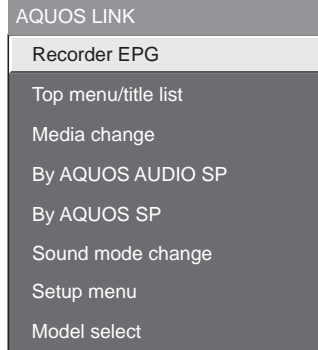 AQUOS LINK
Recorder EPG
Top menu/title list
Media change
By AQUOS AUDIO SP
By AQUOS SP
Sound mode change
Setup menu
Model select